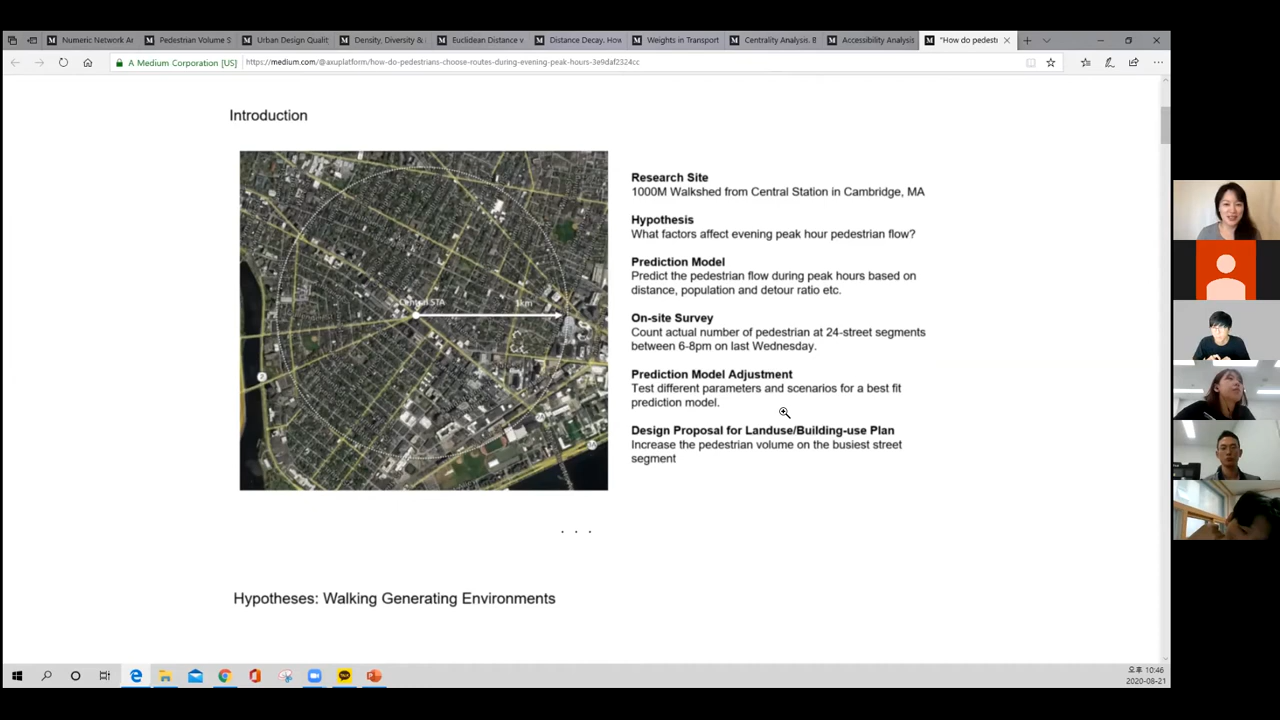 Numeric Network Ar
Pedestrian Volume S
Urban Design Qualit
Density, Diversity &
Euclidean Distance v
Distance Decay. How
Weights in Transport
Centrality Analysis. B
Accessibility Analysis
"How do pedestr
A Medium Corporation [US]
https://medium.com/@axuplatform/how-do-pedestrians-choose-routes-during-evening-peak-hours-3e9daf2324cc
Introduction
Central STA
1km
2
Research Site
1000M Walkshed from Central Station in Cambridge, MA
Hypothesis
What factors affect evening peak hour pedestrian flow?
Prediction Model
Predict the pedestrian flow during peak hours based on
distance, population and detour ratio etc.
On-site Survey
Count actual number of pedestrian at 24-street segments
between 6-8pm on last Wednesday.
Prediction Model Adjustment
Test different parameters and scenarios for a best fit
prediction model.
Design Proposal for Landuse/Building-use Plan
Increase the pedestrian volume on the busiest street
segment
. . .
Hypotheses: Walking Generating Environments
오후 10:46
2020-08-21